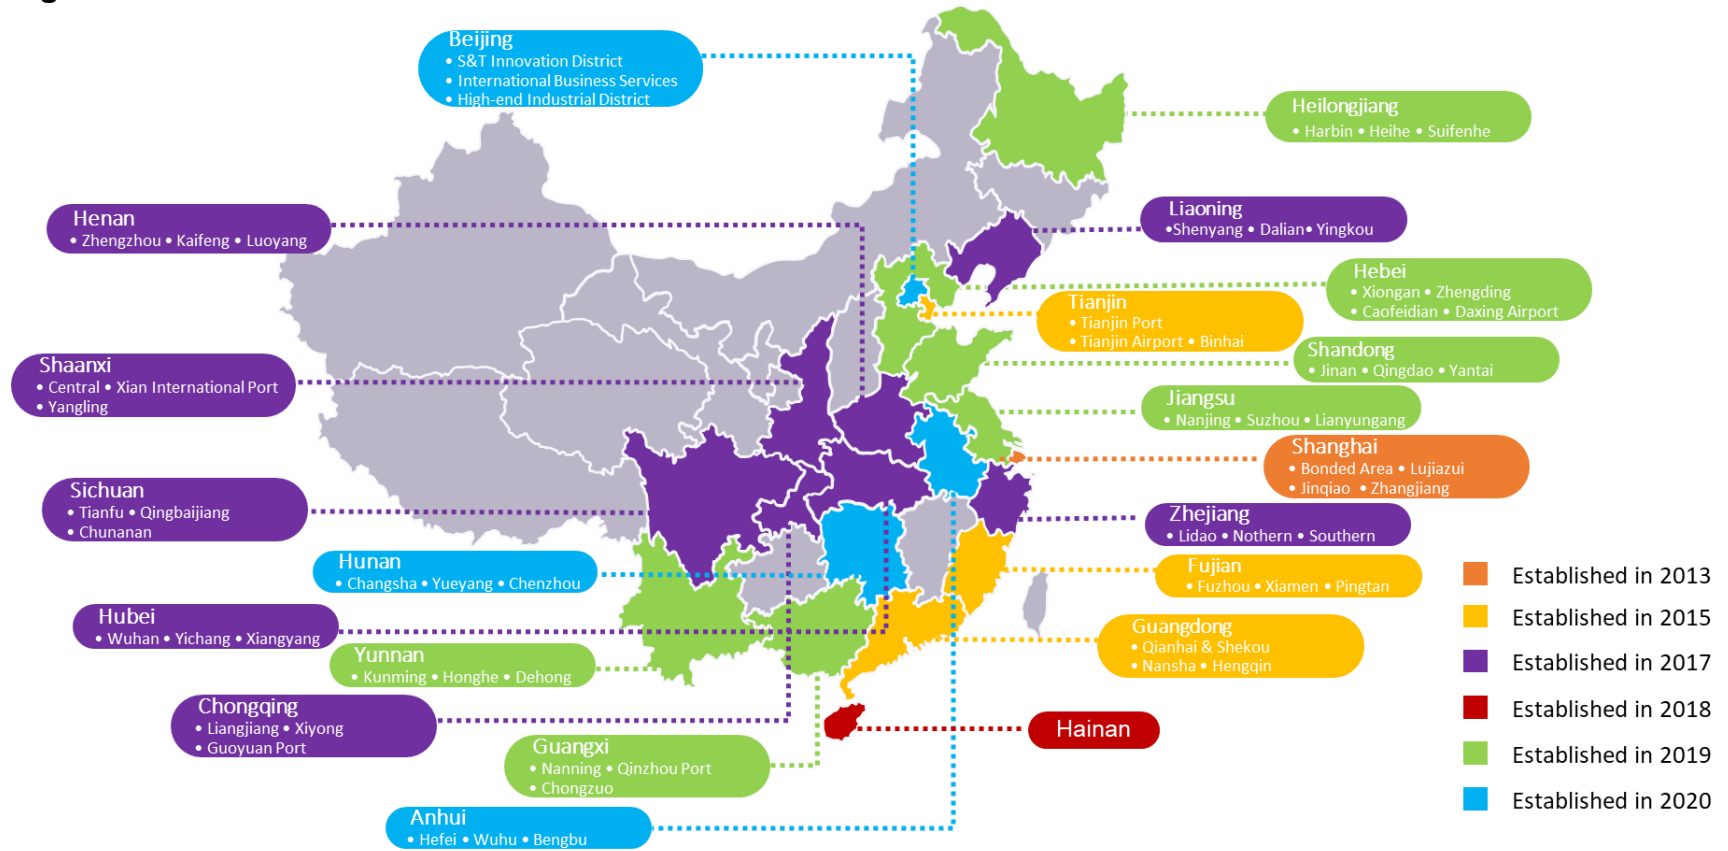 Beijing
• S&T Innovation District
• International Business Services
• High-end Industrial District
Heilongjiang
• Harbin • Heihe • Suifenhe
Henan
• Zhengzhou • Kaifeng • Luoyang
Liaoning
•Shenyang • Dalian• Yingkou
Hebei
• Xiongan • Zhengding
• Caofeidian • Daxing Airport
Tianjin
• Tianjin Port
• Tianjin Airport • Binhai
Shandong
• Jinan • Qingdao • Yantai
Shaanxi
• Central • Xian International Port
• Yangling
Jiangsu
• Nanjing • Suzhou • Lianyungang
Shanghai
• Bonded Area • Lujiazui
• Jinqiao • Zhangjiang
Sichuan
• Tianfu • Qingbaijiang
• Chunanan
Zhejiang
• Lidao • Nothern • Southern
Hunan
• Changsha • Yueyang • Chenzhou
Fujian
• Fuzhou • Xiamen • Pingtan
Hubei
• Wuhan • Yichang • Xiangyang
Guangdong
• Qianhai & Shekou
• Nansha • Hengqin
Yunnan
• Kunming • Honghe • Dehong
Chongqing
• Liangjiang • Xiyong
• Guoyuan Port
Hainan
Guangxi
• Nanning • Qinzhou Port
• Chongzuo
Anhui
• Hefei • Wuhu • Bengbu
Established in 2013
Established in 2015
Established in 2017
Established in 2018
Established in 2019
Established in 2020